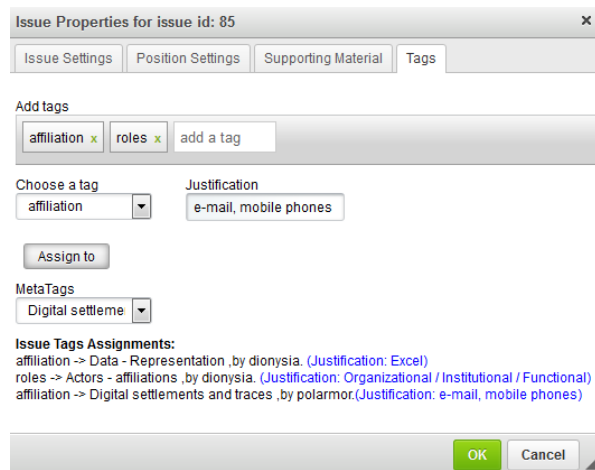 Issue Properties for issue id: 85 ×
Issue Settings Position Settings Supporting Material Tags
Add tags
affiliation x roles x add a tag
Choose a tag Justification
affiliation e-mail, mobile phones
Assign to
MetaTags
Digital settleme
Issue Tags Assignments:
affiliation -> Data - Representation ,by dionysia. (Justification: Excel)
roles -> Actors - affiliations ,by dionysia. (Justification: Organizational / Institutional / Functional)
affiliation -> Digital settlements and traces ,by polarmor.(Justification: e-mail, mobile phones)
OK Cancel